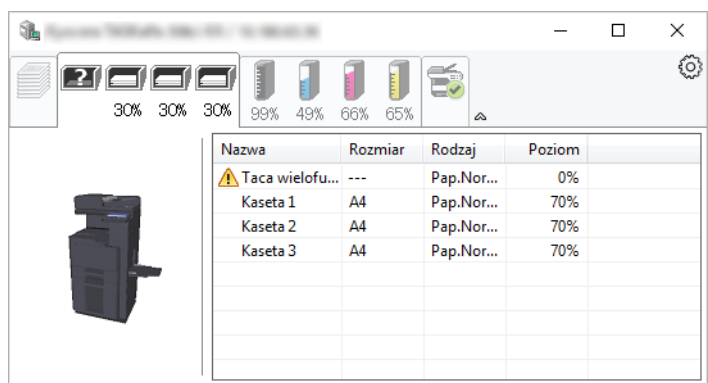 30% 30% 30% 99% 49% 66% 65%
Nazwa Rozmiar Rodzaj Poziom
Taca wielofu... --- Pap.Nor... 0%
Kaseta 1 A4 Pap.Nor... 70%
Kaseta 2 A4 Pap.Nor... 70%
Kaseta 3 A4 Pap.Nor... 70%